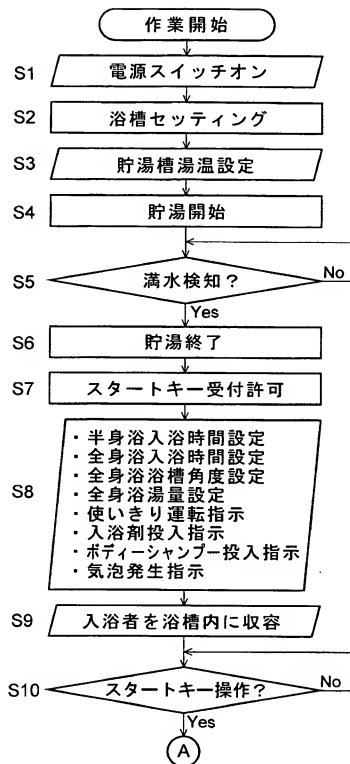 作業開始
S1 電源スイッチオン
S2 浴槽セッティング
S3 貯湯槽湯温設定
S4 貯湯開始
S5 満水検知？ No
Yes
S6 貯湯終了
S7 スタートキー受付許可
S8
・半身浴入浴時間設定
・全身浴入浴時間設定
・全身浴浴槽角度設定
・全身浴湯量設定
・使いきり運転指示
・入浴剤投入指示
・ボディーシャンプー投入指示
・気泡発生指示
S9 入浴者を浴槽内に収容
S10 スタートキー操作？ No
Yes
A